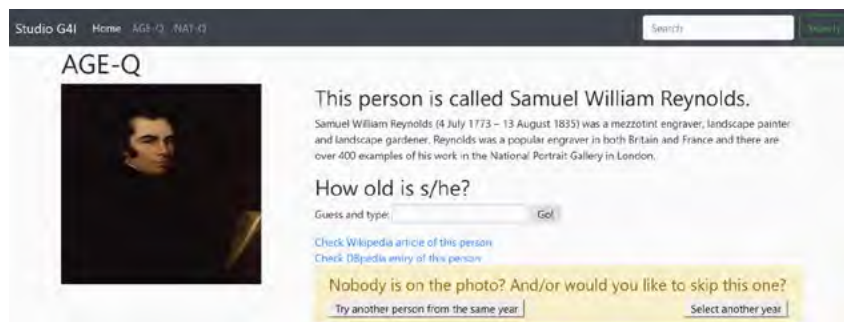 Studio G4I Home AGE-Q NAT-Q Search Search
AGE-Q
This person is called Samuel William Reynolds.
Samuel William Reynolds (4 July 1773 – 13 August 1835) was a mezzotint engraver, landscape painter
and landscape gardener. Reynolds was a popular engraver in both Britain and France and there are
over 400 examples of his work in the National Portrait Gallery in London.
How old is s/he?
Guess and type: Go!
Check Wikipedia article of this person
Check DBpedia entry of this person
Nobody is on the photo? And/or would you like to skip this one?
Try another person from the same year Select another year